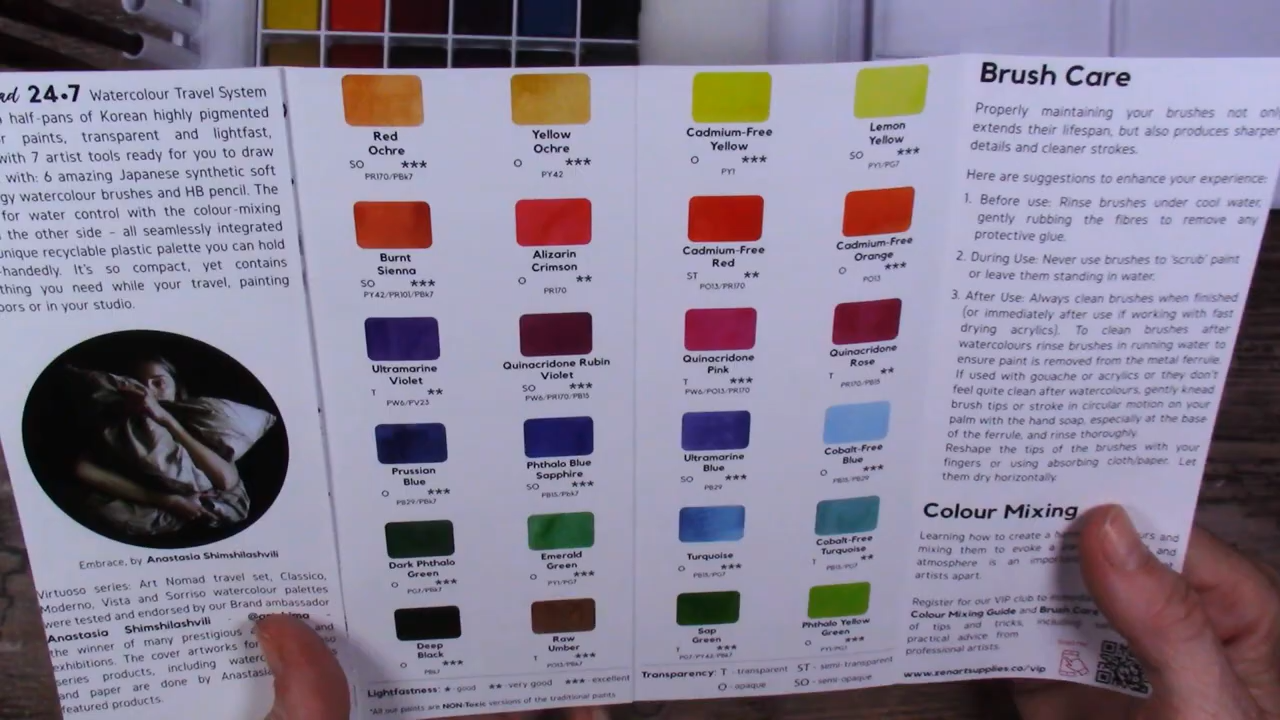 ad 24•7 Watercolour Travel System
half-pans of Korean highly pigmented
paints, transparent and lightfast,
with 7 artist tools ready for you to draw
with: 6 amazing Japanese synthetic soft
watercolour brushes and HB pencil. The
for water control with the colour-mixing
the other side – all seamlessly integrated
unique recyclable plastic palette you can hold
-handedly. It's so compact, yet contains
thing you need while your travel, painting
oors or in your studio.
Embrace, by Anastasia Shimshilashvili
Virtuoso series: Art Nomad travel set, Classico,
Moderno, Vista and Sorriso watercolour palettes
were tested and endorsed by our Brand ambassador
Anastasia Shimshilashvili -
the winner of many prestigious and
exhibitions. The cover artworks for
series products, including
and paper are done by Anastasia
featured products.
Red
Ochre
SO ***
PR170/PBk7
Yellow
Ochre
O ***
PY42
Burnt
Sienna
SO ***
PY42/PR101/PBk7
Alizarin
Crimson
O **
PR170
Ultramarine
Violet
T **
PW6/PV23
Quinacridone Rubin
Violet
SO ***
PW6/PR170/PB15
Prussian
Blue
O ***
PB29/PBk7
Phthalo Blue
Sapphire
SO ***
PB15/PBk7
Dark Phthalo
Green
O ***
PG7/PBk7
Emerald
Green
O ***
PY1/PG7
Deep
Black
O ***
PBk7
Raw
Umber
T ***
Lightfastness: * - good ** - very good *** - excellent
*All our paints are NON-Toxic versions of the traditional paints
Cadmium-Free
Yellow
O ***
PY1
Lemon
Yellow
SO ***
PY1/PG7
Cadmium-Free
Red
ST **
PO13/PR170
Cadmium-Free
Orange
O ***
PO13
Quinacridone
Pink
T ***
PW6/PO13/PR170
Quinacridone
Rose
T **
PR170/PB15
Ultramarine
Blue
SO ***
PB29
Cobalt-Free
Blue
O ***
PB15/PB29
Turquoise
O ***
PB15/PG7
Cobalt-Free
Turquoise
T **
PB15/PG7
Sap
Green
T ***
PG7/PY42/PBk7
Phthalo Yellow
Green
O ***
PY1/PG7
Transparency: T - transparent ST - semi-transparent
O - opaque SO - semi-opaque
Brush Care
Properly maintaining your brushes not only
extends their lifespan, but also produces sharper
details and cleaner strokes.
Here are suggestions to enhance your experience:
1. Before use: Rinse brushes under cool water,
gently rubbing the fibres to remove any
protective glue.
2. During Use: Never use brushes to 'scrub' paint
or leave them standing in water.
3. After Use: Always clean brushes when finished
(or immediately after use if working with fast
drying acrylics). To clean brushes after
watercolours rinse brushes in running water to
ensure paint is removed from the metal ferrule.
If used with gouache or acrylics or they don't
feel quite clean after watercolours, gently knead
brush tips or stroke in circular motion on your
palm with the hand soap, especially at the base
of the ferrule, and rinse thoroughly.
Reshape the tips of the brushes with your
fingers or using absorbing cloth/paper. Let
them dry horizontally.
Colour Mixing
Learning how to create a
mixing them to evoke a and
atmosphere is an
artists apart.
Register for our VIP club to
Colour Mixing Guide and Brush Care
of tips and tricks, including
practical advice from
professional artists.
www.zenartsupplies.co/vip